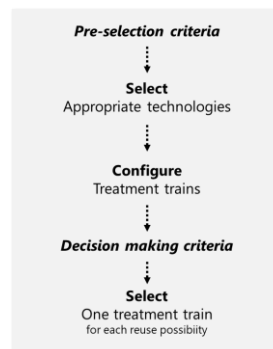 Pre-selection criteria
Select
Appropriate technologies
Configure
Treatment trains
Decision making criteria
Select
One treatment train
for each reuse possibiity